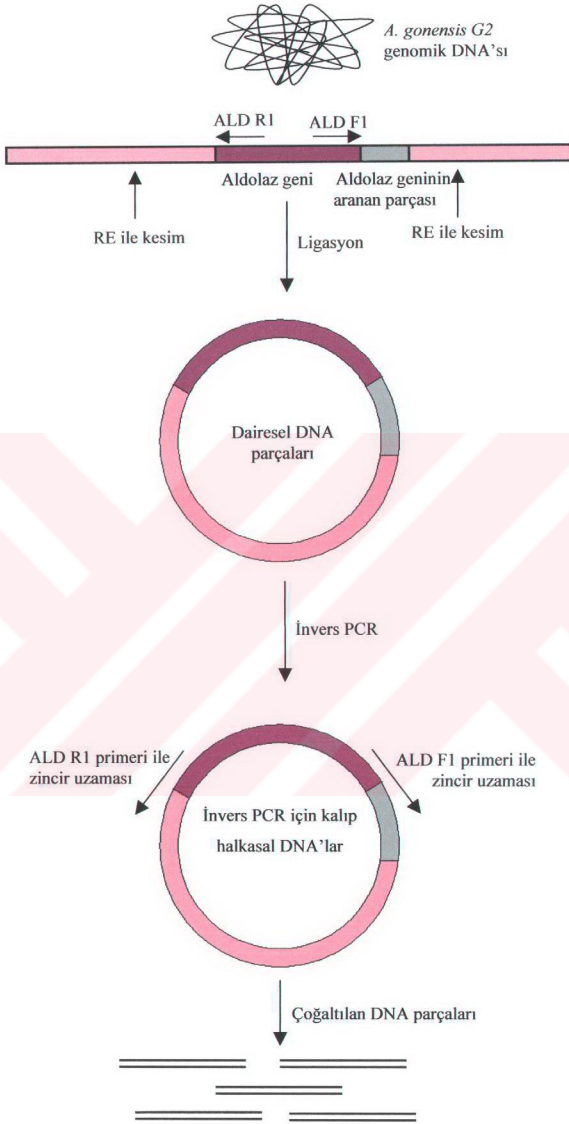 A. gonensis G2
genomik DNA'sı
ALD R1
ALD F1
Aldolaz geni
Aldolaz geninin
aranan parçası
RE ile kesim
RE ile kesim
Ligasyon
Dairesel DNA
parçaları
İnvers PCR
ALD R1 primeri ile
zincir uzaması
ALD F1 primeri ile
zincir uzaması
İnvers PCR için kalıp
halkasal DNA'lar
Çoğaltılan DNA parçaları